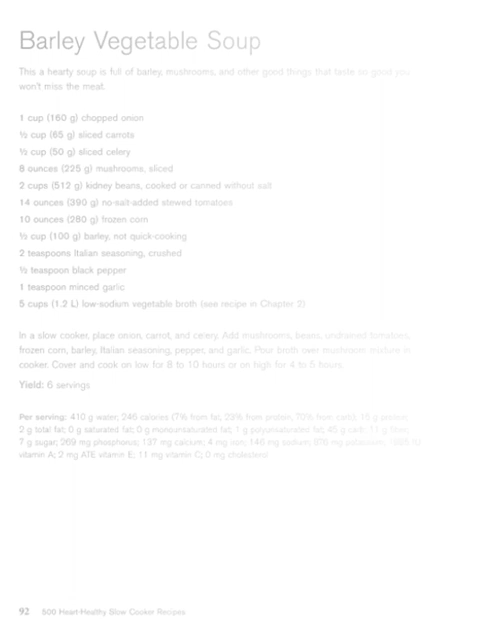 Barley Vegetable Soup
This a hearty soup is full of barley, mushrooms, and other good things that taste so good you
won't miss the meat.
1 cup (160 g) chopped onion
½ cup (65 g) sliced carrots
½ cup (50 g) sliced celery
8 ounces (225 g) mushrooms, sliced
2 cups (512 g) kidney beans, cooked or canned without salt
14 ounces (390 g) no-salt-added stewed tomatoes
10 ounces (280 g) frozen corn
½ cup (100 g) barley, not quick-cooking
2 teaspoons Italian seasoning, crushed
½ teaspoon black pepper
1 teaspoon minced garlic
5 cups (1.2 L) low-sodium vegetable broth (see recipe in Chapter 2)
In a slow cooker, place onion, carrot, and celery. Add mushrooms, beans, undrained tomatoes,
frozen corn, barley, Italian seasoning, pepper, and garlic. Pour broth over mushroom mixture in
cooker. Cover and cook on low for 8 to 10 hours or on high for 4 to 5 hours.
Yield: 6 servings
Per serving: 410 g water; 246 calories (7% from fat, 23% from protein, 70% from carb); 15 g protein;
2 g total fat; 0 g saturated fat; 0 g monounsaturated fat; 1 g polyunsaturated fat; 45 g carb; 11 g fiber;
7 g sugar; 269 mg phosphorus; 137 mg calcium; 4 mg iron; 146 mg sodium; 976 mg potassium; IU
vitamin A; 2 mg ATE vitamin E; 11 mg vitamin C; 0 mg cholesterol
92 500 Heart-Healthy Slow Cooker Recipes